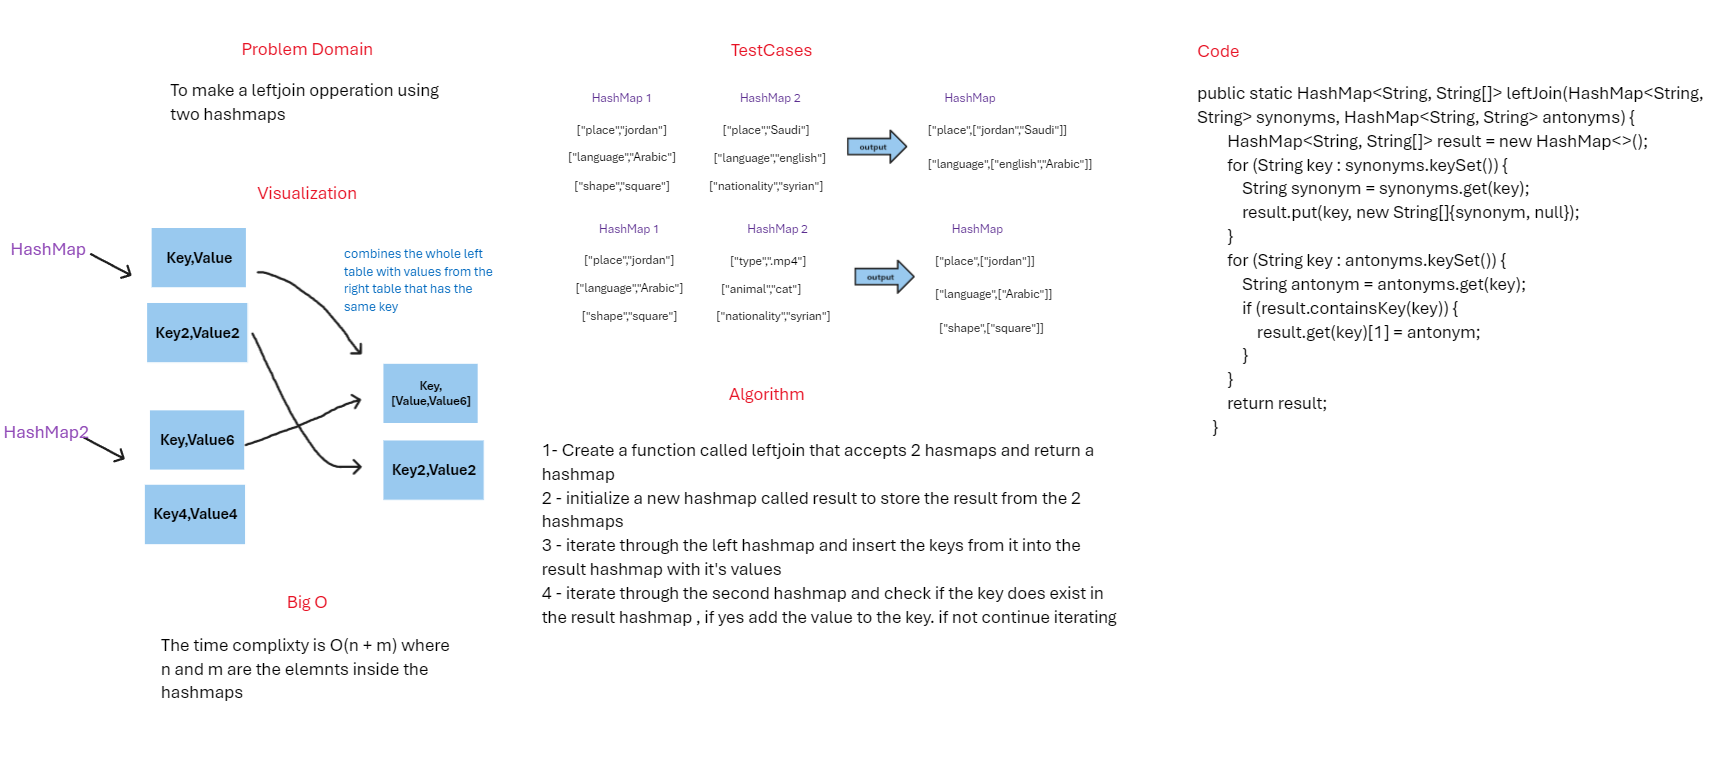 Problem Domain
To make a leftjoin opperation using
two hashmaps
Visualization
HashMap
Key,Value
Key2,Value2
combines the whole left
table with values from the
right table that has the
same key
HashMap2
Key,Value6
Key4,Value4
Key,
[Value,Value6]
Key2,Value2
Big O
The time complixty is O(n + m) where
n and m are the elemnts inside the
hashmaps
TestCases
HashMap 1
["place","jordan"]
["language","Arabic"]
["shape","square"]
HashMap 2
["place","Saudi"]
["language","english"]
["nationality","syrian"]
output
HashMap
["place",["jordan","Saudi"]]
["language",["english","Arabic"]]
HashMap 1
["place","jordan"]
["language","Arabic"]
["shape","square"]
HashMap 2
["type",".mp4"]
["animal","cat"]
["nationality","syrian"]
output
HashMap
["place",["jordan"]]
["language",["Arabic"]]
["shape",["square"]]
Algorithm
1- Create a function called leftjoin that accepts 2 hasmaps and return a
hashmap
2 - initialize a new hashmap called result to store the result from the 2
hashmaps
3 - iterate through the left hashmap and insert the keys from it into the
result hashmap with it's values
4 - iterate through the second hashmap and check if the key does exist in
the result hashmap , if yes add the value to the key. if not continue iterating
Code
public static HashMap<String, String[]> leftJoin(HashMap<String,
String> synonyms, HashMap<String, String> antonyms) {
HashMap<String, String[]> result = new HashMap<>();
for (String key : synonyms.keySet()) {
String synonym = synonyms.get(key);
result.put(key, new String[]{synonym, null});
}
for (String key : antonyms.keySet()) {
String antonym = antonyms.get(key);
if (result.containsKey(key)) {
result.get(key)[1] = antonym;
}
}
return result;
}